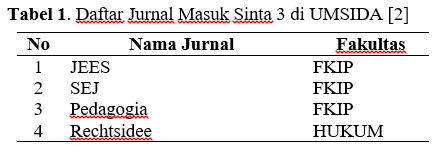 Tabel 1. Daftar Jurnal Masuk Sinta 3 di UMSIDA [2]
No Nama Jurnal Fakultas
1 JEES FKIP
2 SEJ FKIP
3 Pedagogia FKIP
4 Rechtsidee HUKUM